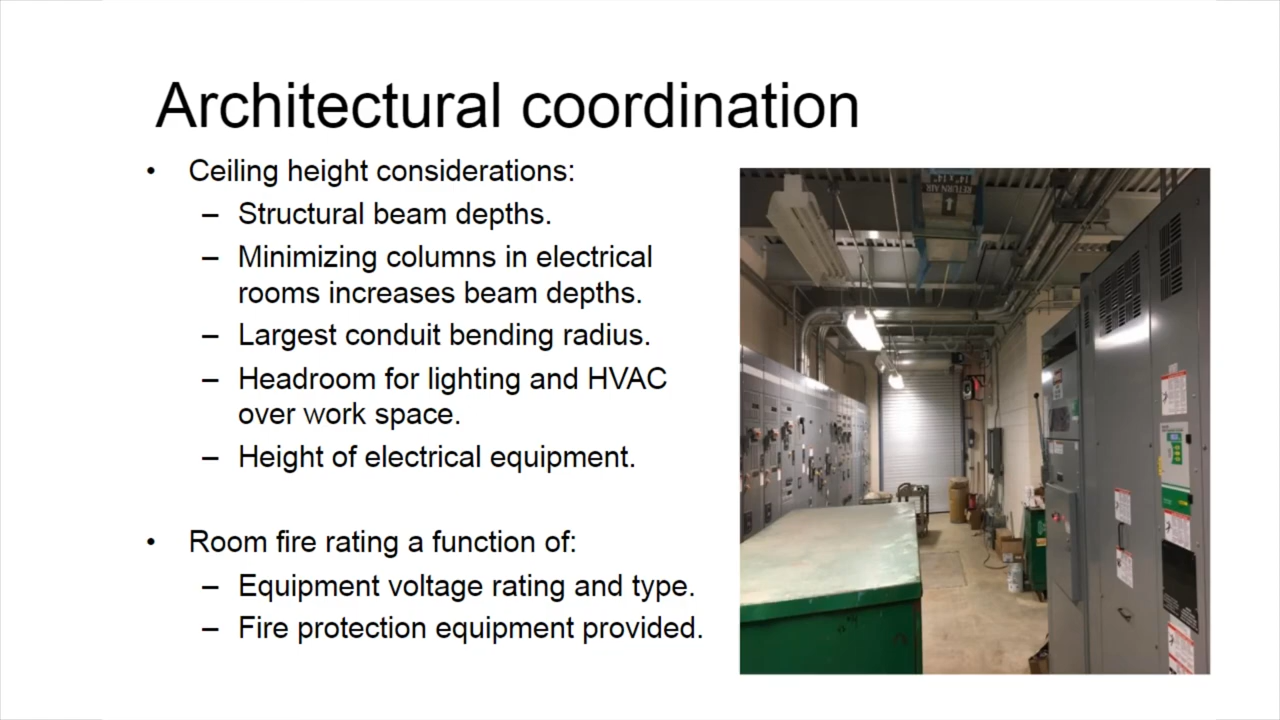 Architectural coordination
• Ceiling height considerations:
– Structural beam depths.
– Minimizing columns in electrical
rooms increases beam depths.
– Largest conduit bending radius.
– Headroom for lighting and HVAC
over work space.
– Height of electrical equipment.
• Room fire rating a function of:
– Equipment voltage rating and type.
– Fire protection equipment provided.
RETURN AIR